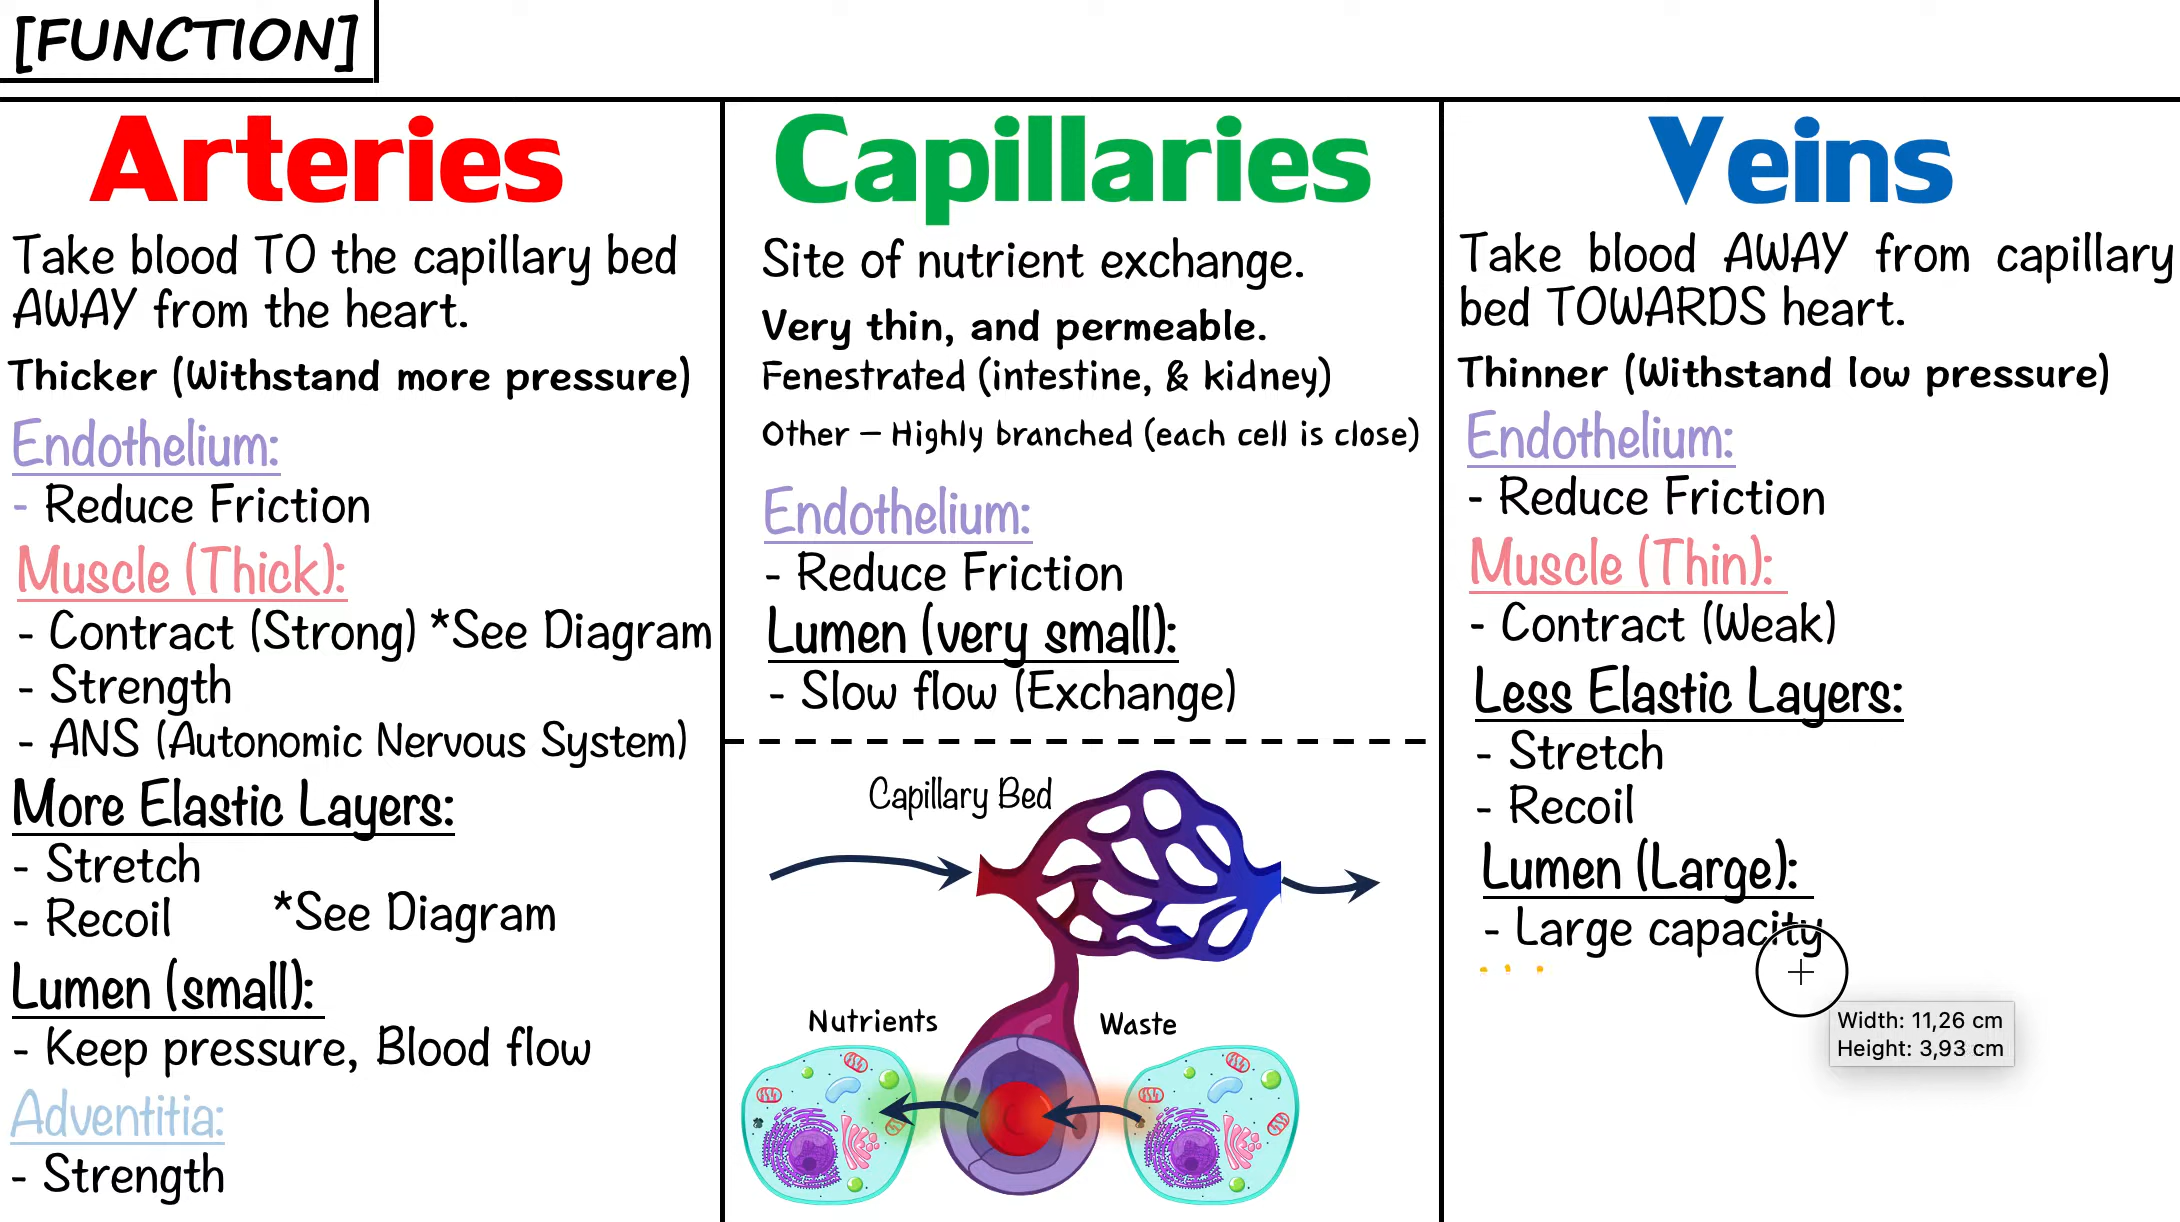 [FUNCTION]
Arteries
Take blood TO the capillary bed
AWAY from the heart.
Thicker (Withstand more pressure)
Endothelium:
- Reduce Friction
Muscle (Thick):
- Contract (Strong) *See Diagram
- Strength
- ANS (Autonomic Nervous System)
More Elastic Layers:
- Stretch
- Recoil *See Diagram
Lumen (small):
- Keep pressure, Blood flow
Adventitia:
- Strength
Capillaries
Site of nutrient exchange.
Very thin, and permeable.
Fenestrated (intestine, & kidney)
Other – Highly branched (each cell is close)
Endothelium:
- Reduce Friction
Lumen (very small):
- Slow flow (Exchange)
Capillary Bed
Nutrients
Waste
Veins
Take blood AWAY from capillary
bed TOWARDS heart.
Thinner (Withstand low pressure)
Endothelium:
- Reduce Friction
Muscle (Thin):
- Contract (Weak)
Less Elastic Layers:
- Stretch
- Recoil
Lumen (Large):
- Large capacity
Width: 11,26 cm
Height: 3,93 cm